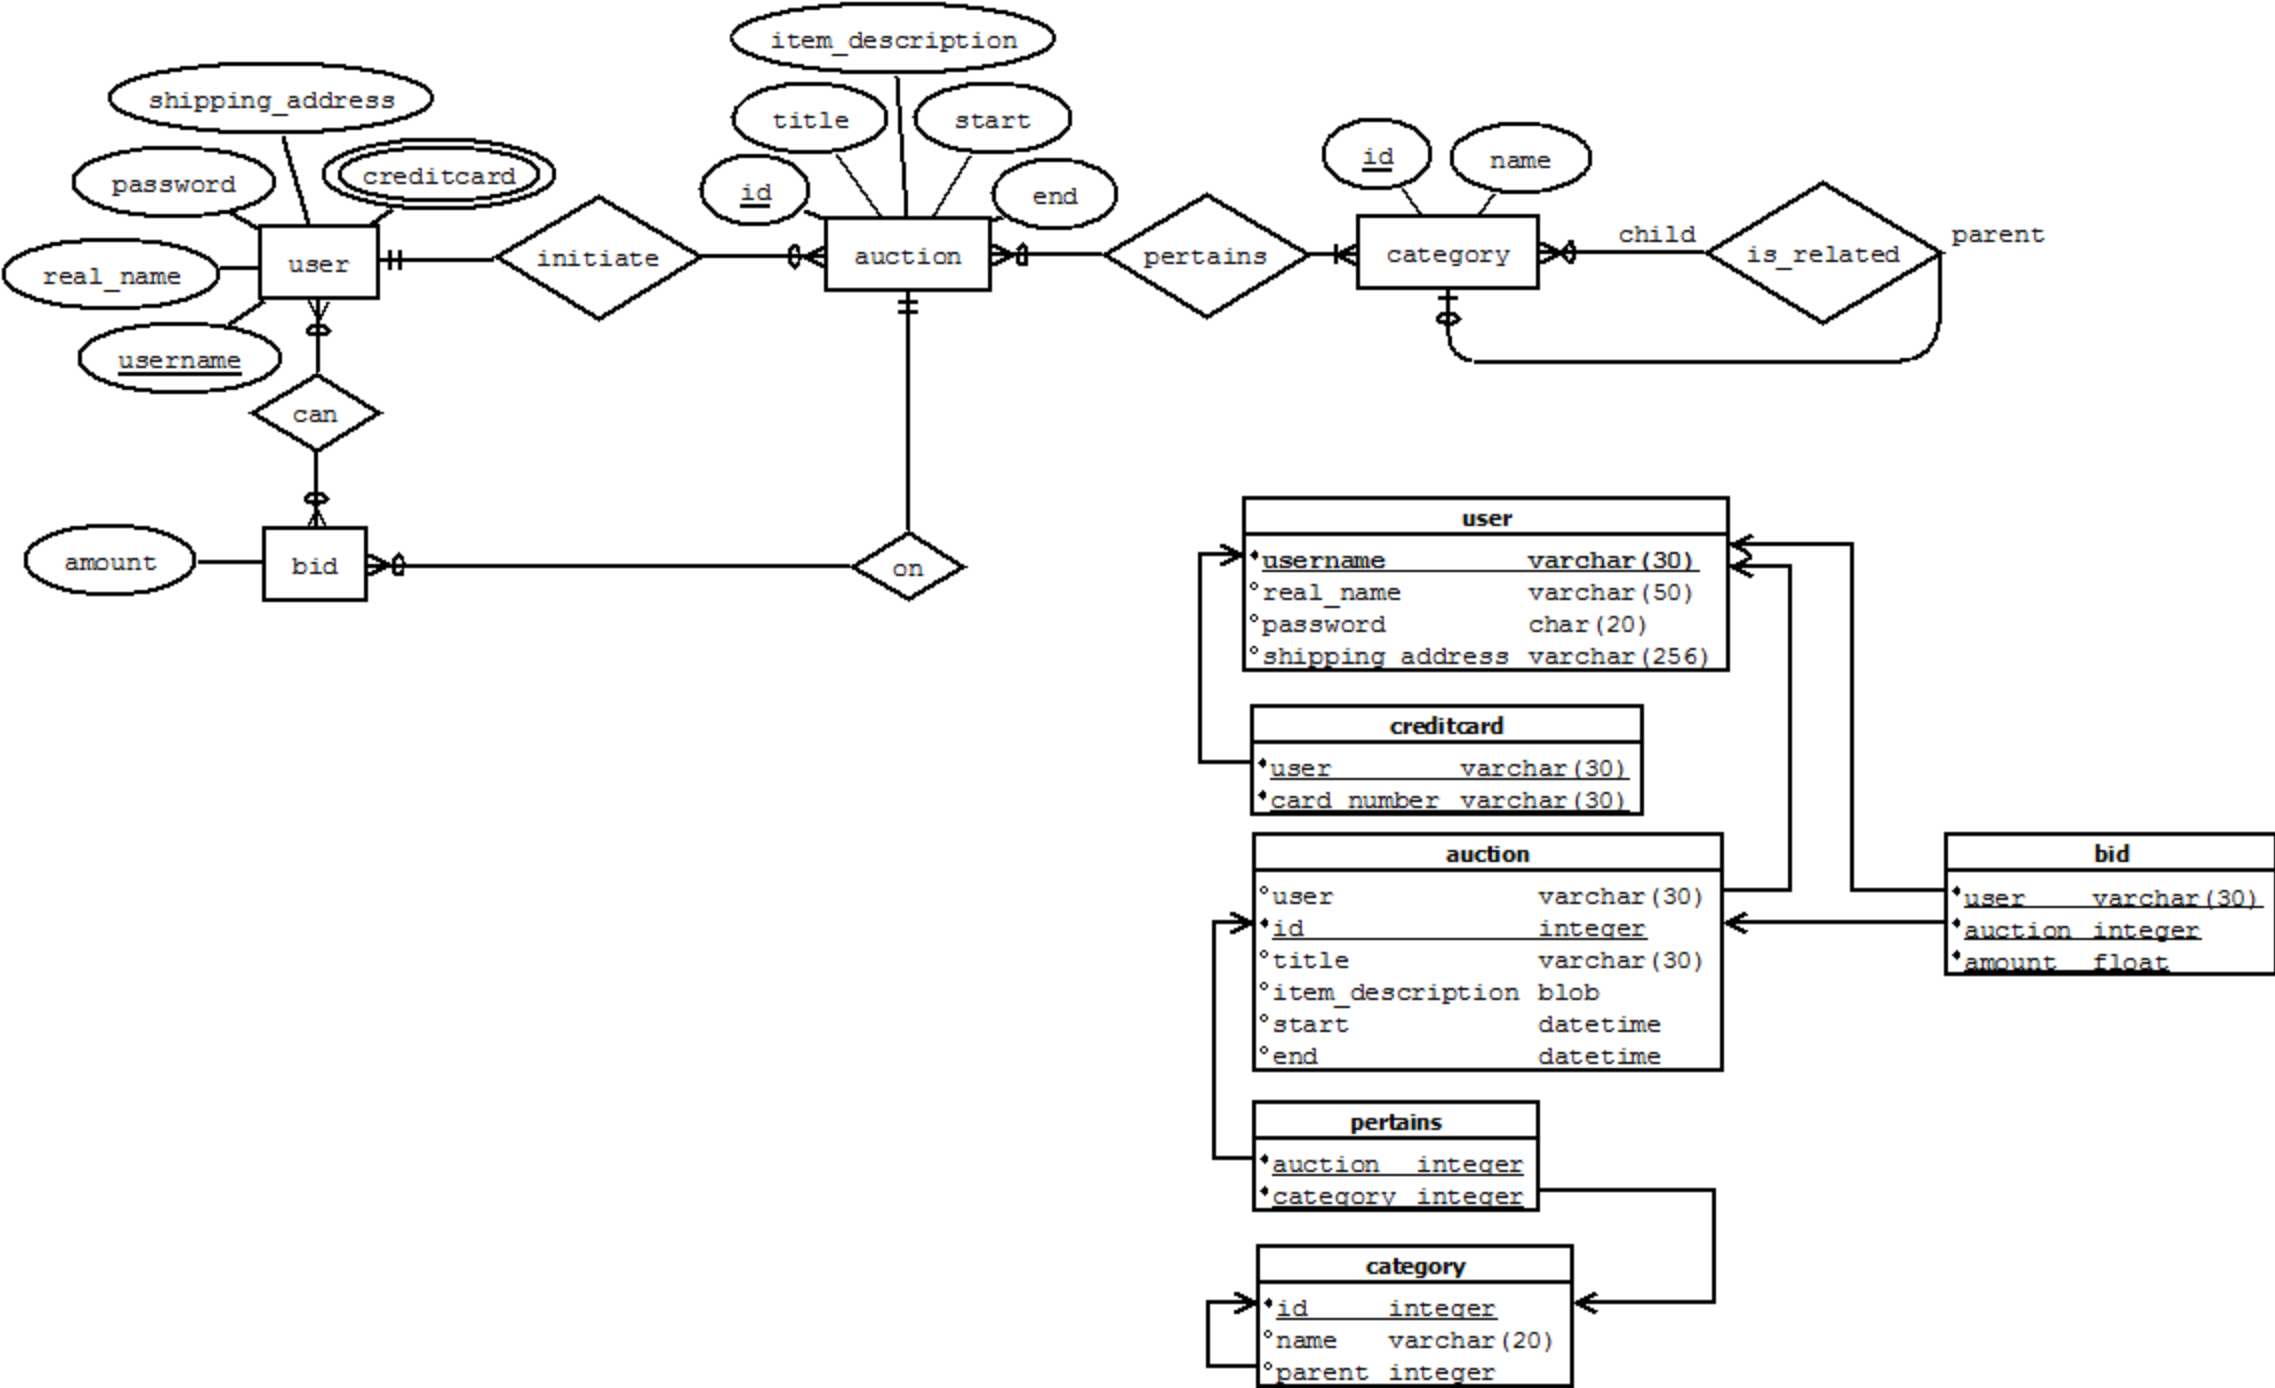 item_description
shipping_address
title
start
password
creditcard
id
end
id
name
real_name
user
initiate
auction
pertains
category
child
is_related
parent
username
can
amount
bid
on
user
username varchar(30)
real_name varchar(50)
password char(20)
shipping_address varchar(256)
creditcard
user varchar(30)
card_number varchar(30)
auction
user varchar(30)
id integer
title varchar(30)
item_description blob
start datetime
end datetime
bid
user varchar(30)
auction integer
amount float
pertains
auction integer
category integer
category
id integer
name varchar(20)
parent integer